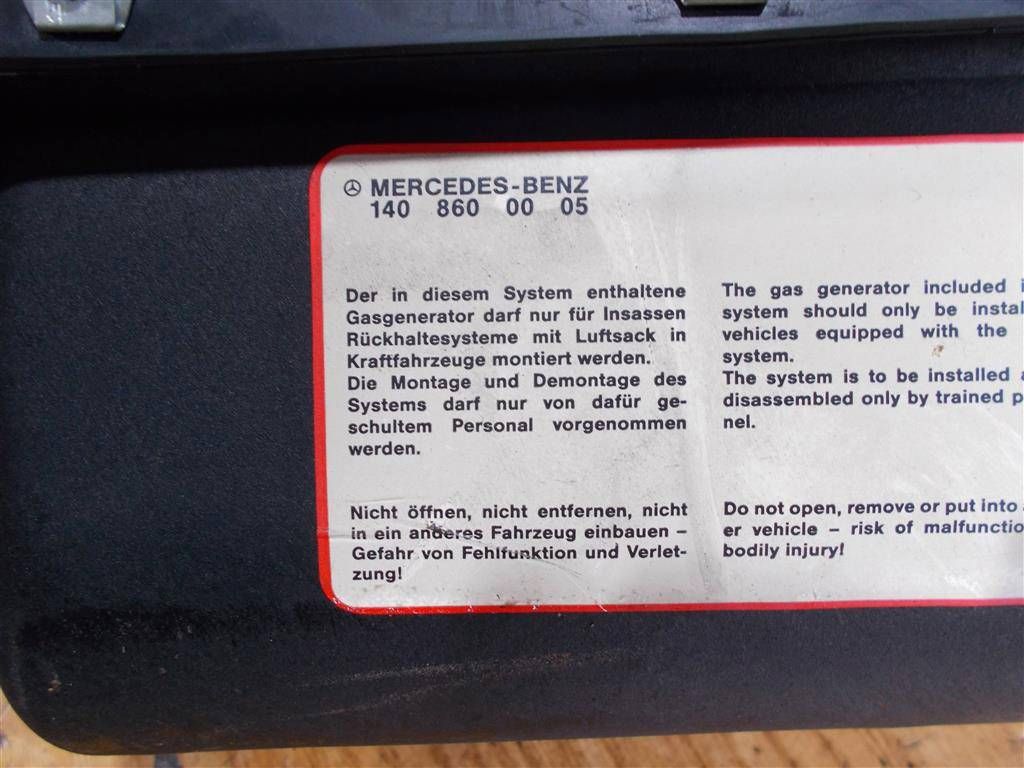 MERCEDES-BENZ
140 860 00 05
Der in diesem System enthaltene
Gasgenerator darf nur für Insassen
Rückhaltesysteme mit Luftsack in
Kraftfahrzeuge montiert werden.
Die Montage und Demontage des
Systems darf nur von dafür ge-
schultem Personal vorgenommen
werden.
Nicht öffnen, nicht entfernen, nicht
in ein anderes Fahrzeug einbauen –
Gefahr von Fehlfunktion und Verlet-
zung!
The gas generator included
system should only be instal
vehicles equipped with the
system.
The system is to be installed
disassembled only by trained p
nel.
Do not open, remove or put into
er vehicle – risk of malfunctio
bodily injury!